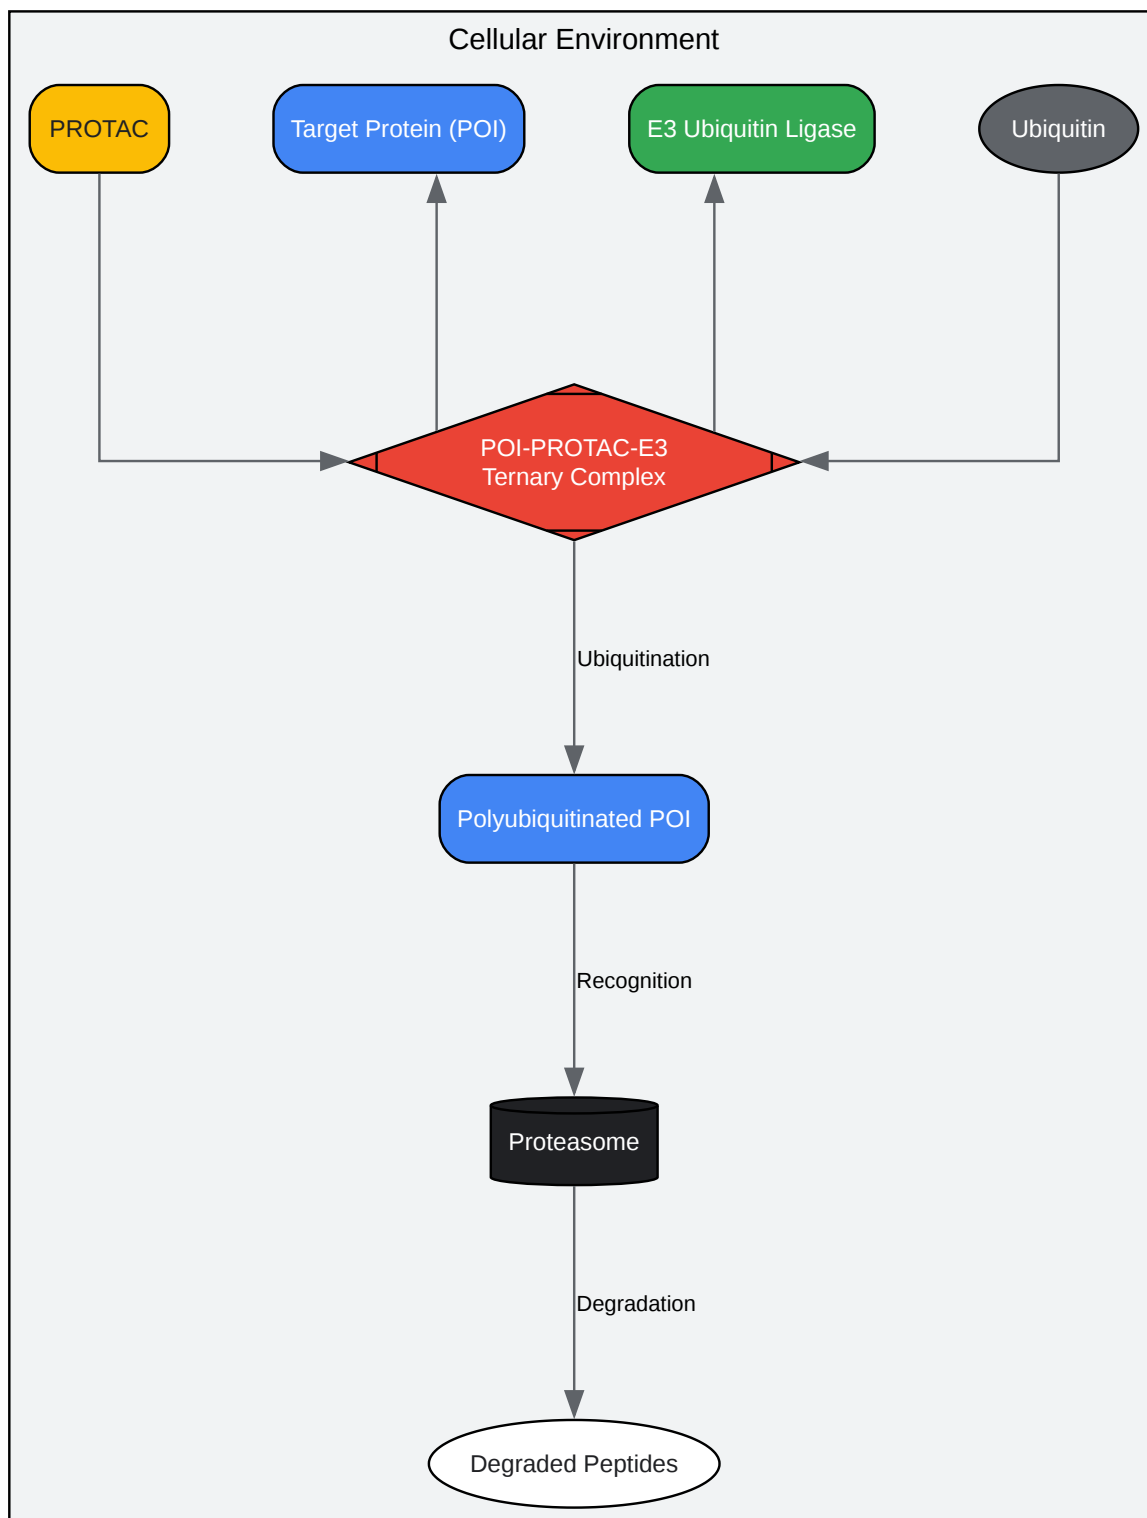 Cellular Environment
PROTAC
Target Protein (POI)
E3 Ubiquitin Ligase
Ubiquitin
POI-PROTAC-E3
Ternary Complex
Ubiquitination
Polyubiquitinated POI
Recognition
Proteasome
Degradation
Degraded Peptides